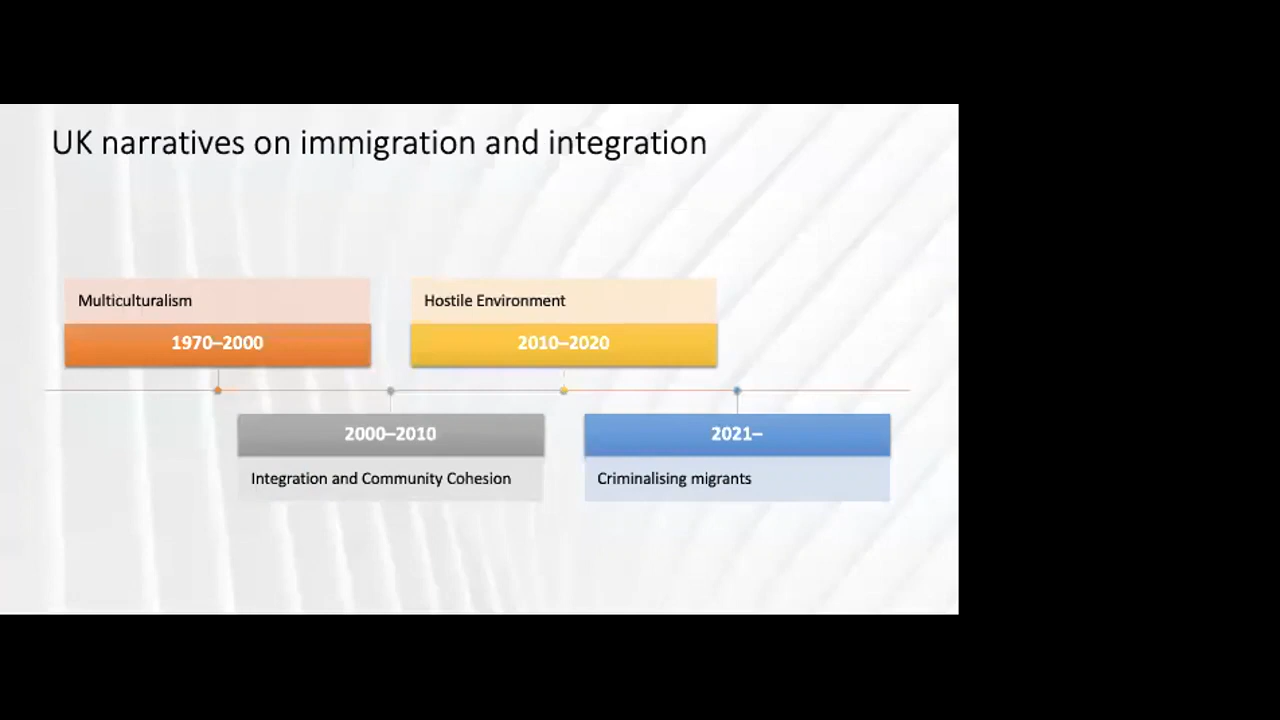 UK narratives on immigration and integration
Multiculturalism
1970–2000
Hostile Environment
2010–2020
2000–2010
Integration and Community Cohesion
2021–
Criminalising migrants